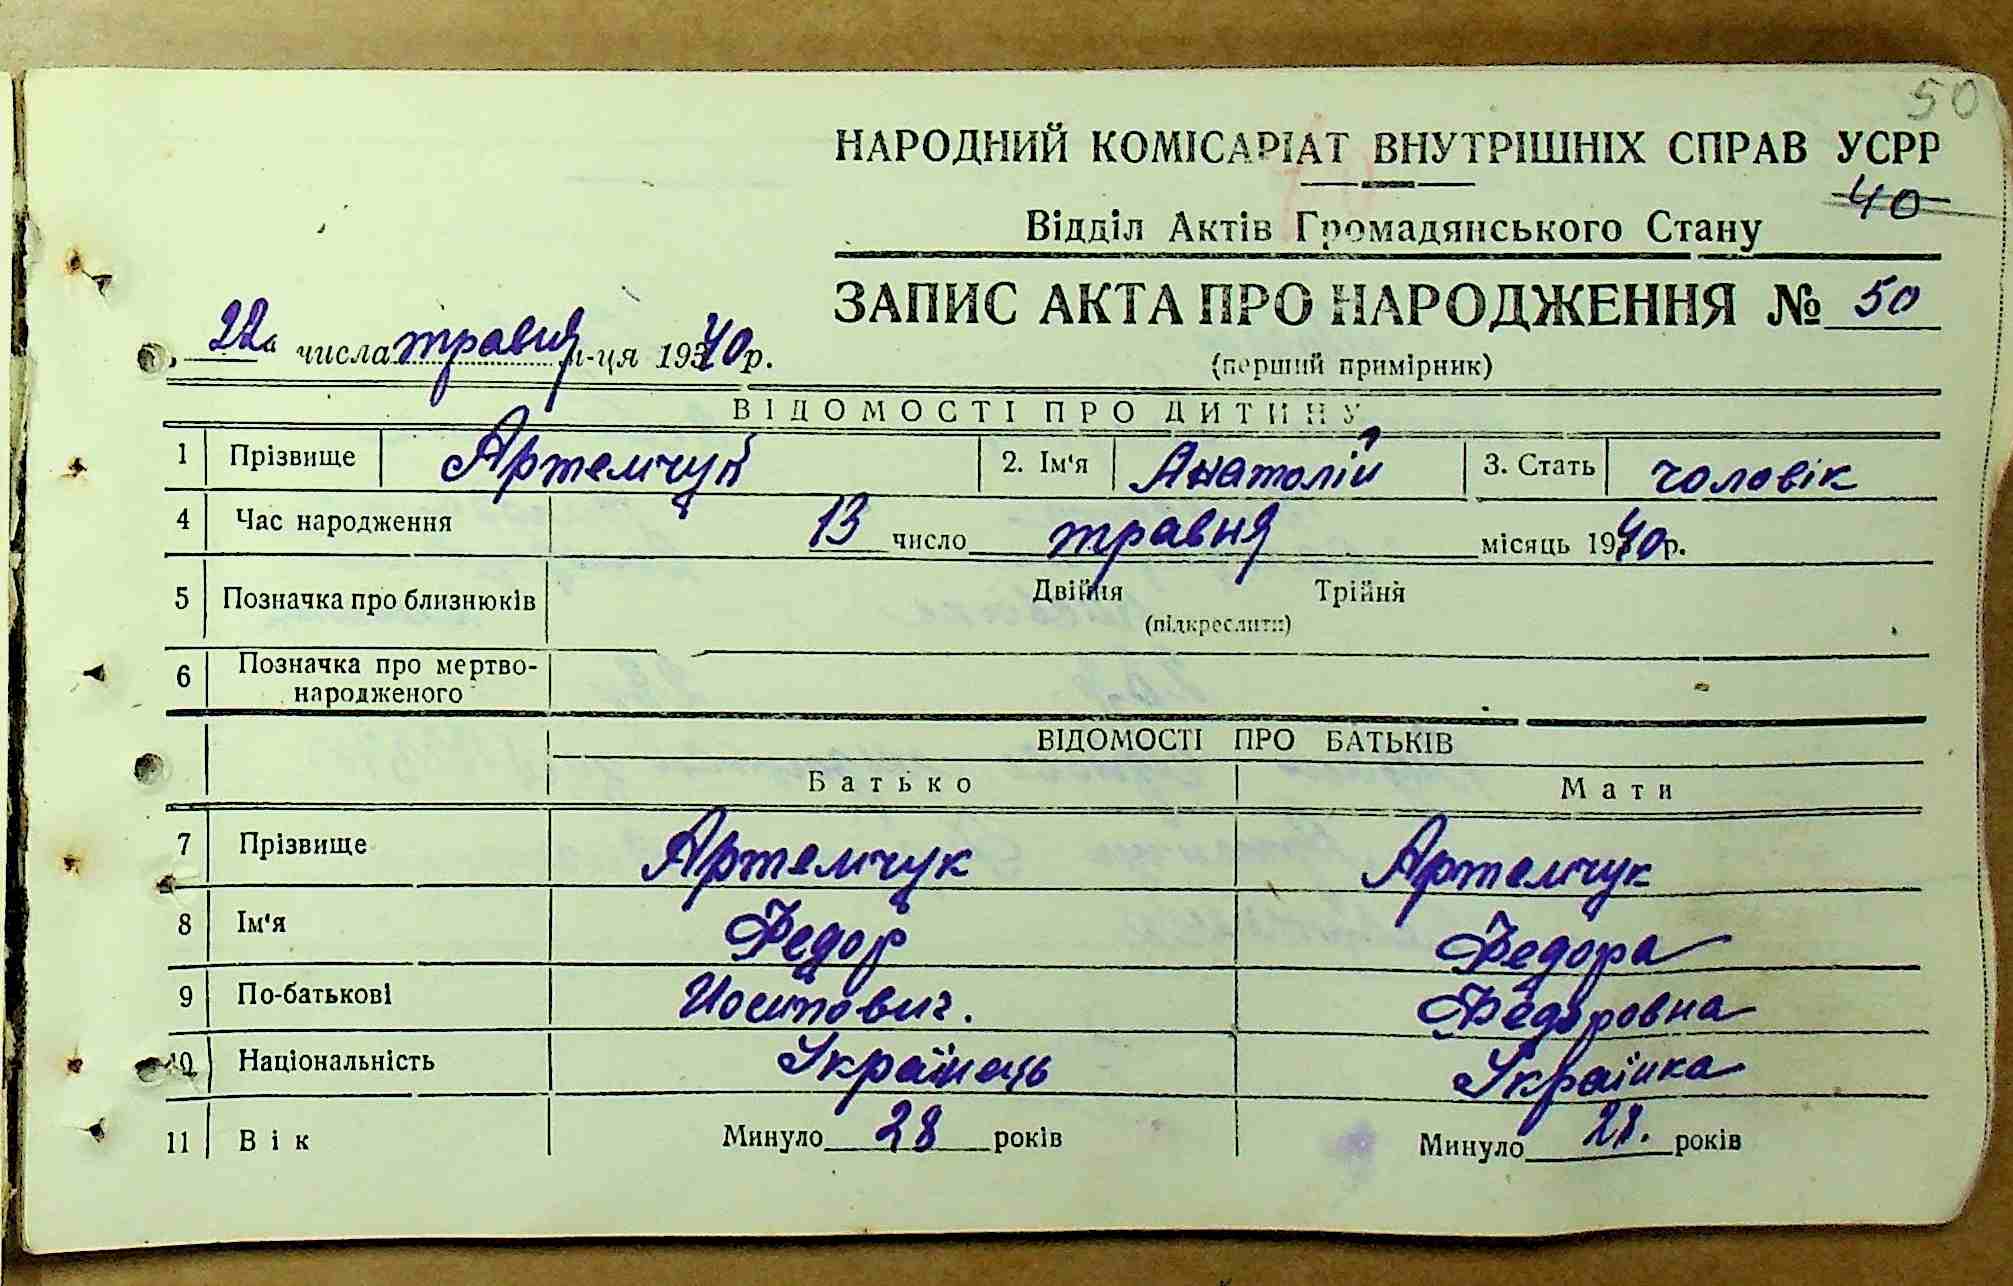 50
НАРОДНИЙ КОМІСАРІАТ ВНУТРІШНІХ СПРАВ УСРР
40
Відділ Актів Громадянського Стану
ЗАПИС АКТА ПРО НАРОДЖЕННЯ № 50
22 числа травня м-ця 1940 р.
(перший примірник)
ВІДОМОСТІ ПРО ДИТИНУ
1 Прізвище Артемчук 2. Ім'я Анатолій 3. Стать чоловік
4 Час народження 13 число травня місяць 1940 р.
5 Позначка про близнюків Двійня Трійня
(підкреслити)
6 Позначка про мертво-
народженого
ВІДОМОСТІ ПРО БАТЬКІВ
Батько Мати
7 Прізвище Артемчук Артемчук
8 Ім'я Федор Федора
9 По-батькові Иосипович. Федоровна
10 Національність Українець Українка
11 Вік Минуло 28 років Минуло років